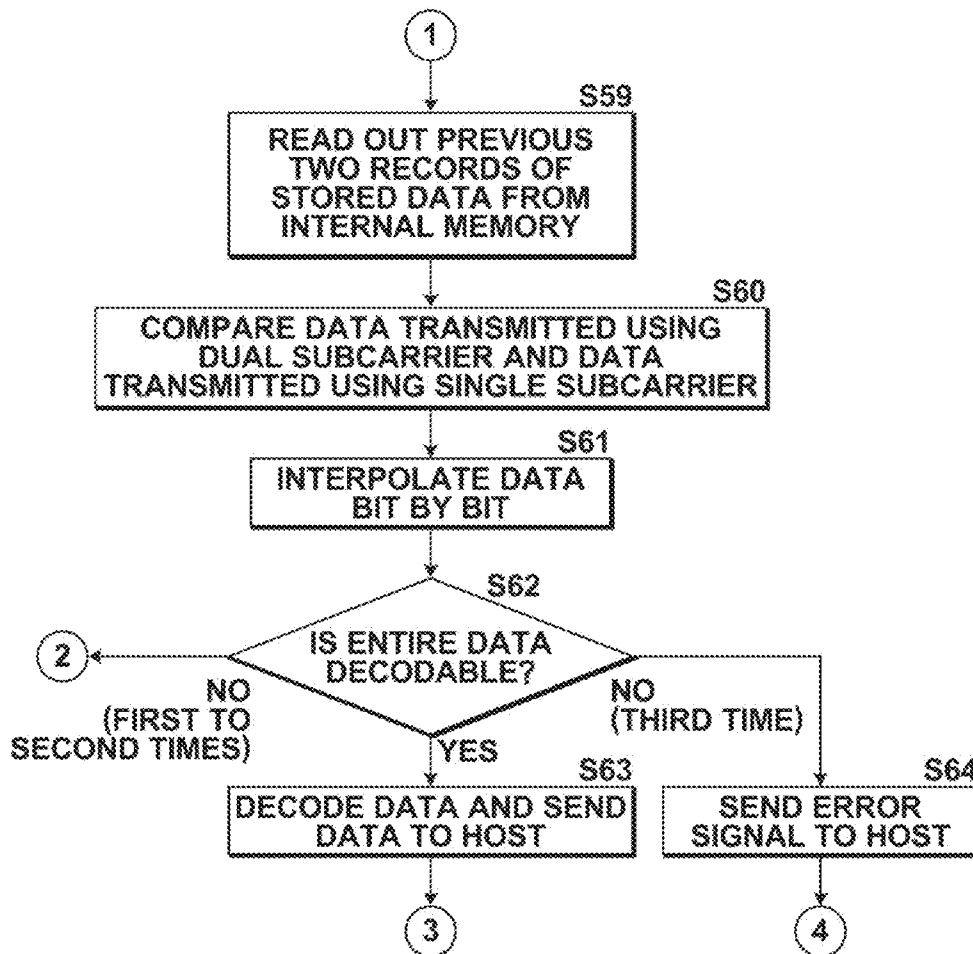 1
S59
READ OUT PREVIOUS
TWO RECORDS OF
STORED DATA FROM
INTERNAL MEMORY
S60
COMPARE DATA TRANSMITTED USING
DUAL SUBCARRIER AND DATA
TRANSMITTED USING SINGLE SUBCARRIER
S61
INTERPOLATE DATA
BIT BY BIT
S62
IS ENTIRE DATA
DECODABLE?
2
NO
(FIRST TO
SECOND TIMES)
NO
(THIRD TIME)
YES
S63
DECODE DATA AND SEND
DATA TO HOST
S64
SEND ERROR
SIGNAL TO HOST
3
4